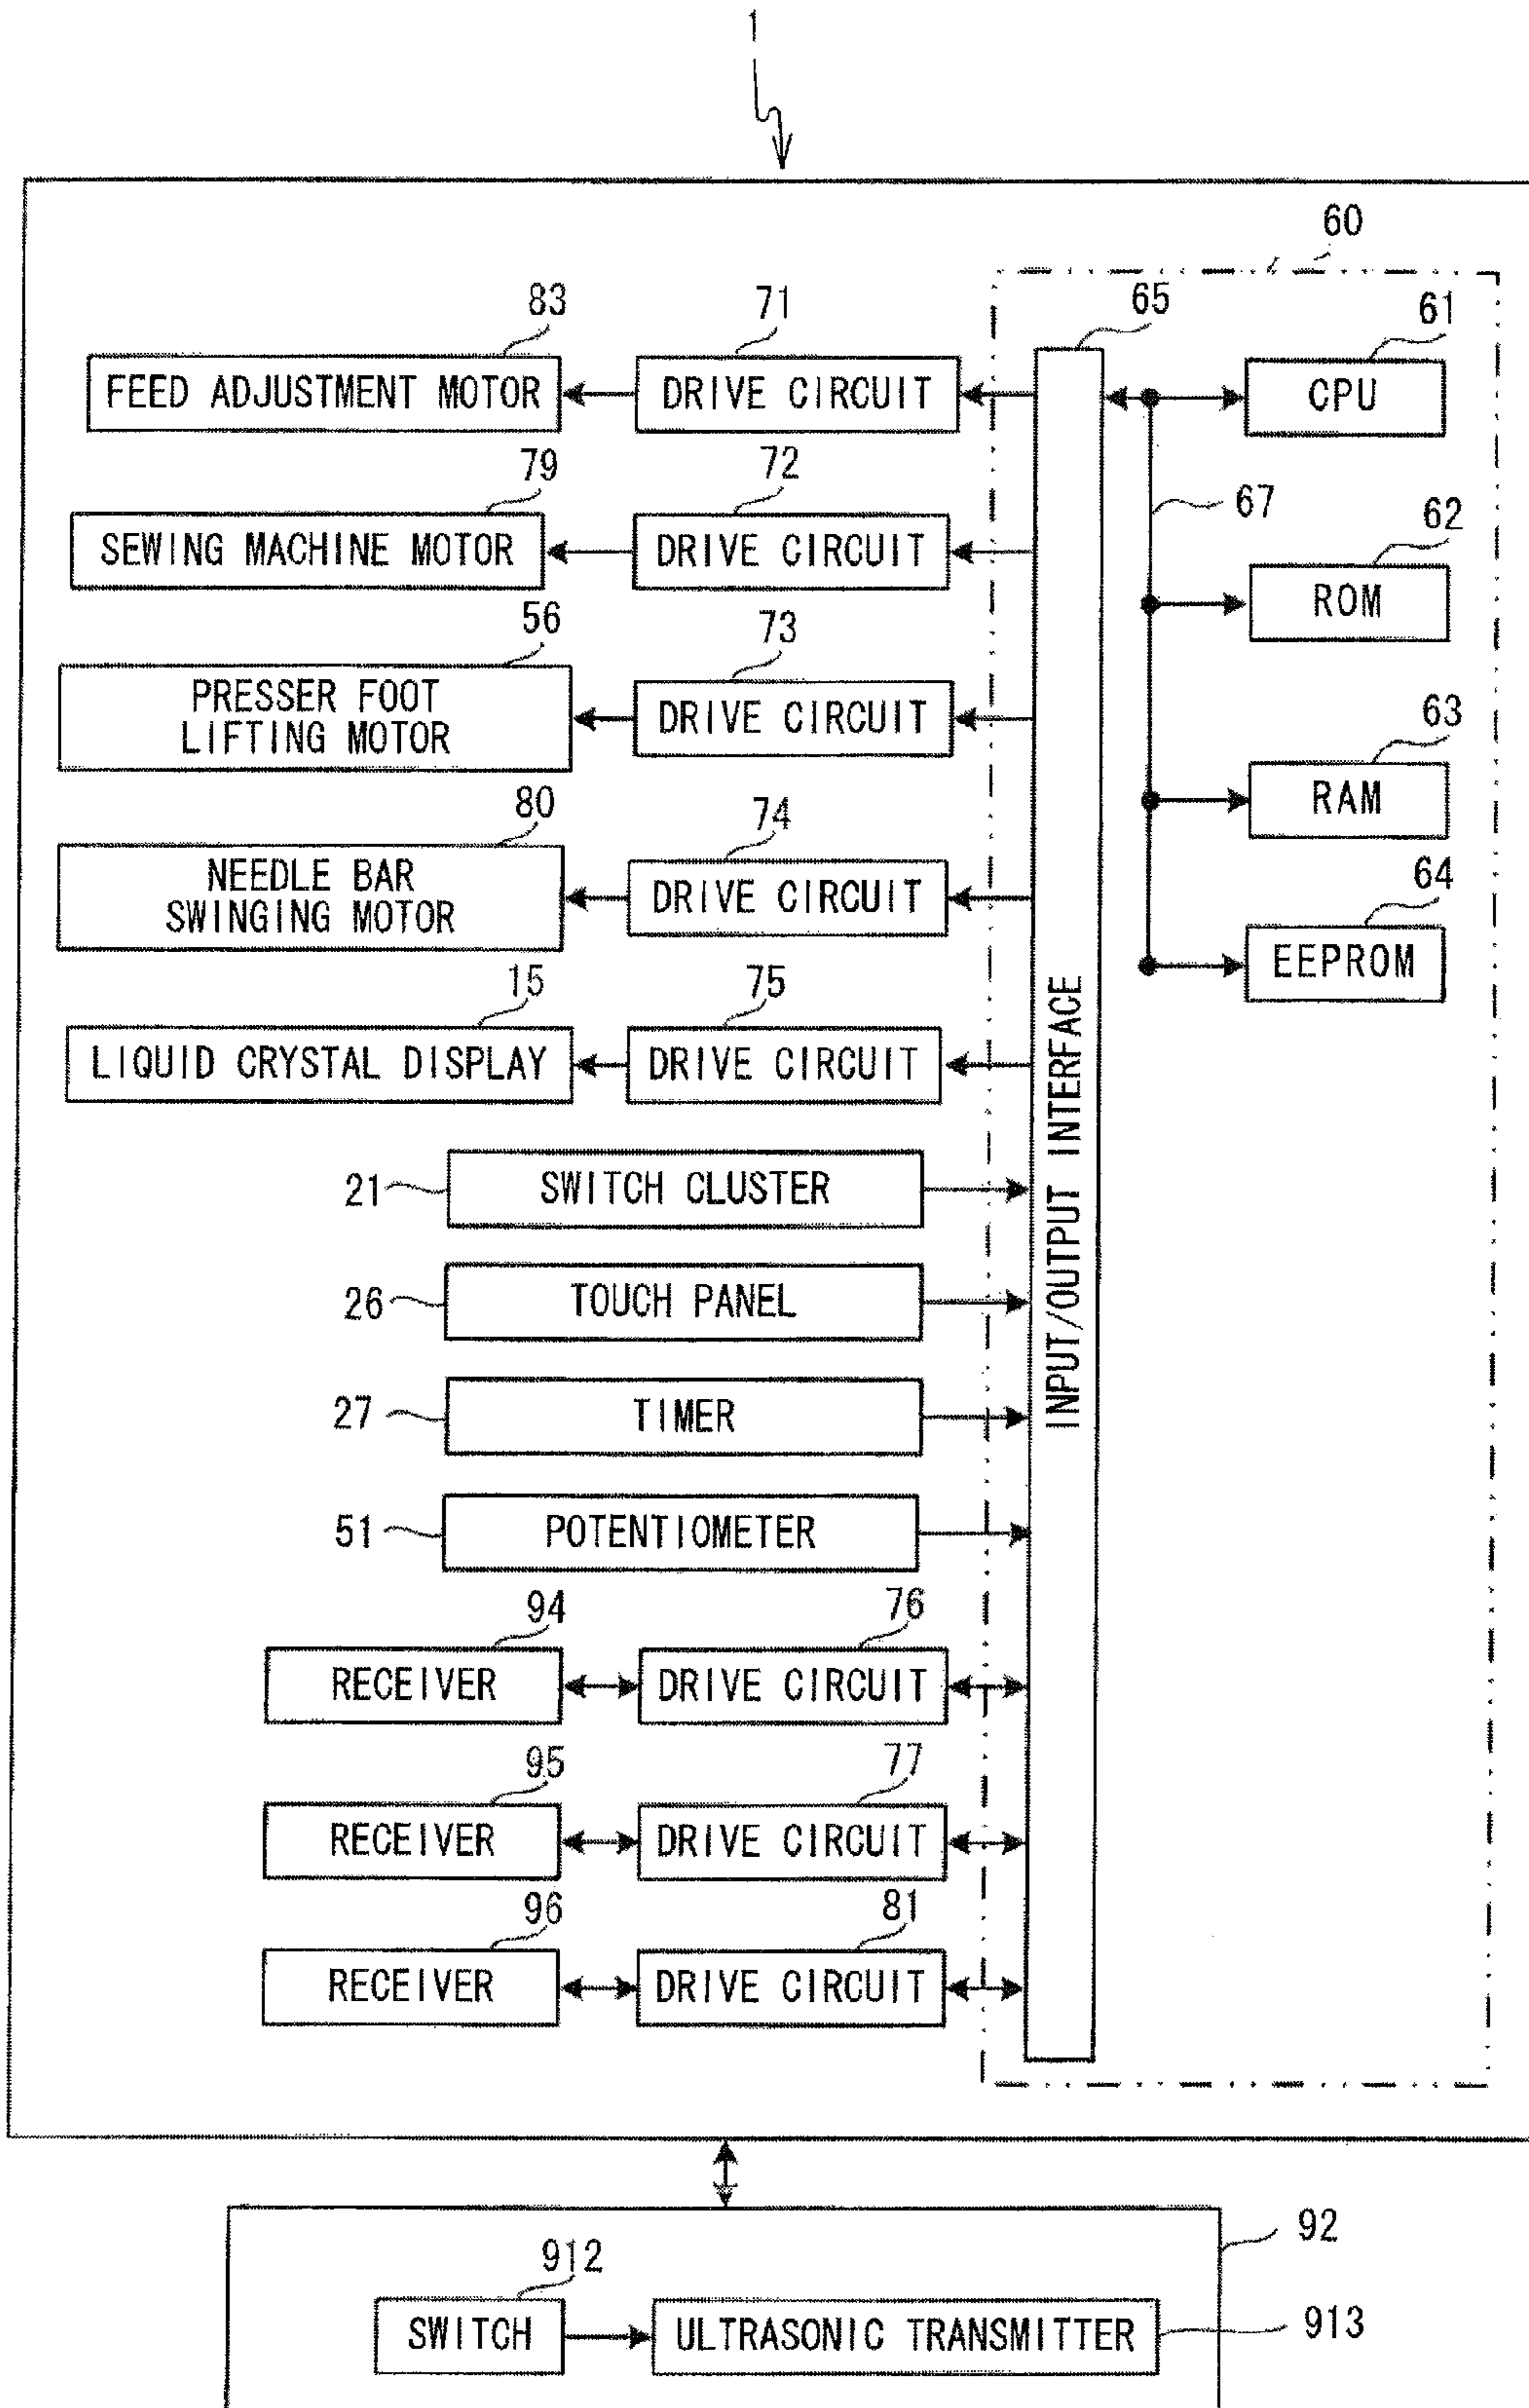 1
60
83
71
65
61
FEED ADJUSTMENT MOTOR
DRIVE CIRCUIT
CPU
79
72
67
62
SEWING MACHINE MOTOR
DRIVE CIRCUIT
ROM
56
73
63
PRESSER FOOT
LIFTING MOTOR
DRIVE CIRCUIT
RAM
80
74
64
NEEDLE BAR
SWINGING MOTOR
DRIVE CIRCUIT
EEPROM
15
75
LIQUID CRYSTAL DISPLAY
DRIVE CIRCUIT
INPUT/OUTPUT INTERFACE
21
SWITCH CLUSTER
26
TOUCH PANEL
27
TIMER
51
POTENTIOMETER
94
76
RECEIVER
DRIVE CIRCUIT
95
77
RECEIVER
DRIVE CIRCUIT
96
81
RECEIVER
DRIVE CIRCUIT
92
912
SWITCH
ULTRASONIC TRANSMITTER
913